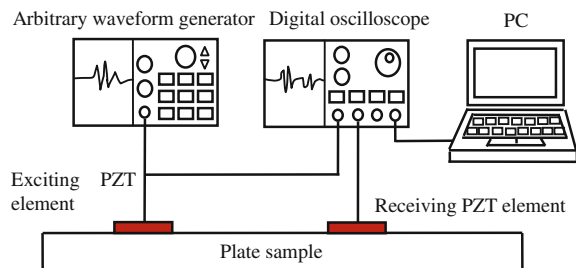 Arbitrary waveform generator
Digital oscilloscope
PC
Exciting PZT
element
Receiving PZT element
Plate sample